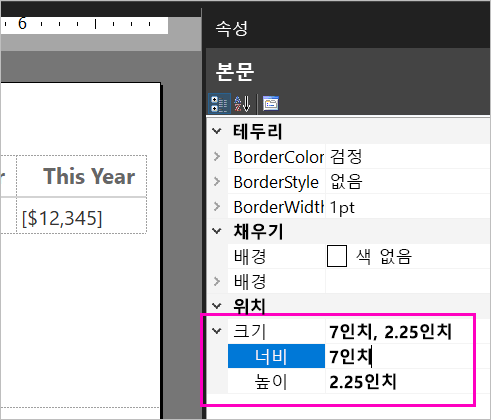 6
속성
본문
테두리
BorderColor 검정
BorderStyle 없음
BorderWidth 1pt
채우기
배경 색 없음
배경
위치
크기 7인치, 2.25인치
너비 7인치
높이 2.25인치
r This Year
[$12,345]